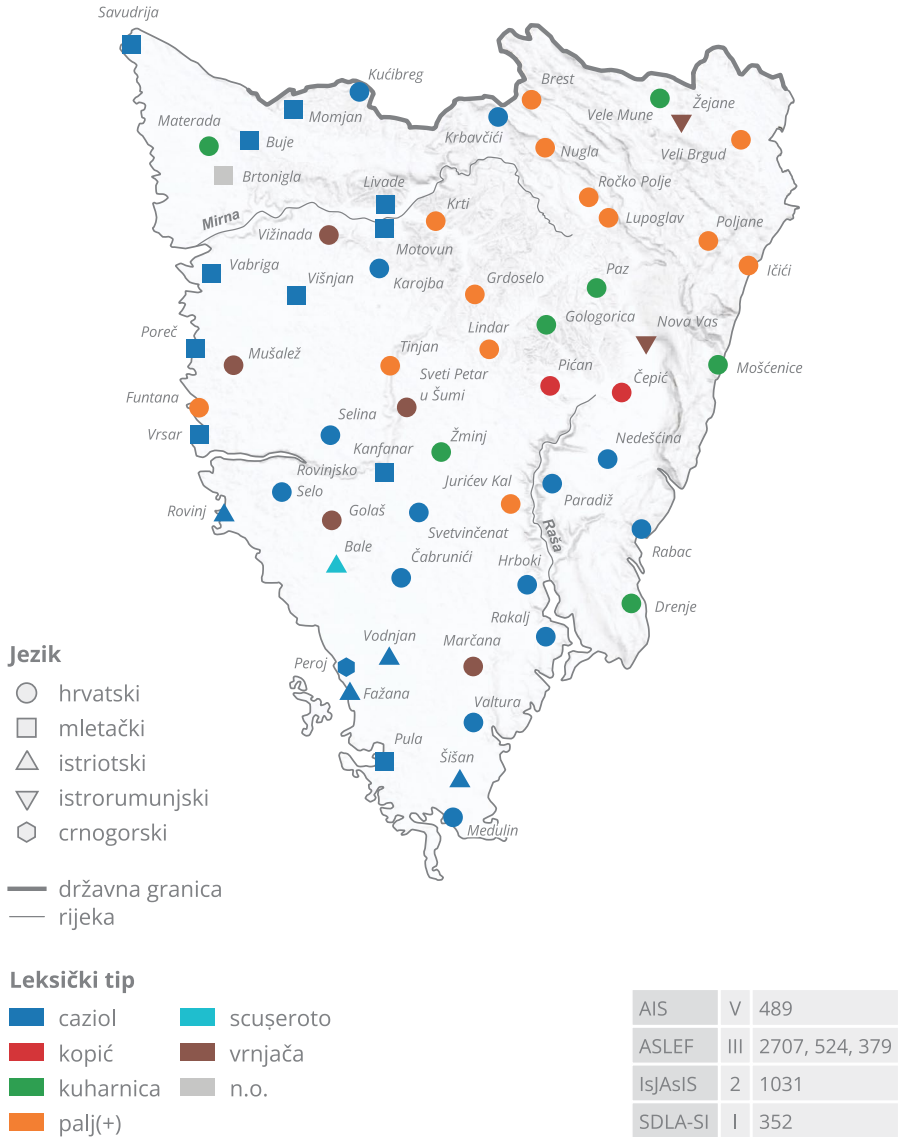 Savudrija
Kućibreg
Brest
Momjan
Vele Mune
Žejane
Materada
Buje
Krbavčići
Nugla
Veli Brgud
Brtonigla
Livade
Ročko Polje
Mirna
Krti
Lupoglav
Poljane
Vižinada
Motovun
Vabriga
Višnjan
Karojba
Grdoselo
Paz
Ičići
Poreč
Lindar
Gologorica
Nova Vas
Mušalež
Tinjan
Pićan
Čepić
Mošćenice
Sveti Petar
u Šumi
Funtana
Vrsar
Selina
Žminj
Nedešćina
Kanfanar
Rovinjsko
Selo
Jurićev Kal
Paradiž
Rovinj
Golaš
Svetvinčenat
Raša
Rabac
Bale
Čabrunići
Hrboki
Rakalj
Drenje
Vodnjan
Marčana
Peroj
Fažana
Valtura
Pula
Šišan
Medulin
Jezik
hrvatski
mletački
istriotski
istrorumunjski
crnogorski
državna granica
rijeka
Leksički tip
caziol
scuṣeroto
kopić
vrnjača
kuharnica
n.o.
palj(+)
AIS V 489
ASLEF III 2707, 524, 379
IsJAsIS 2 1031
SDLA-SI I 352